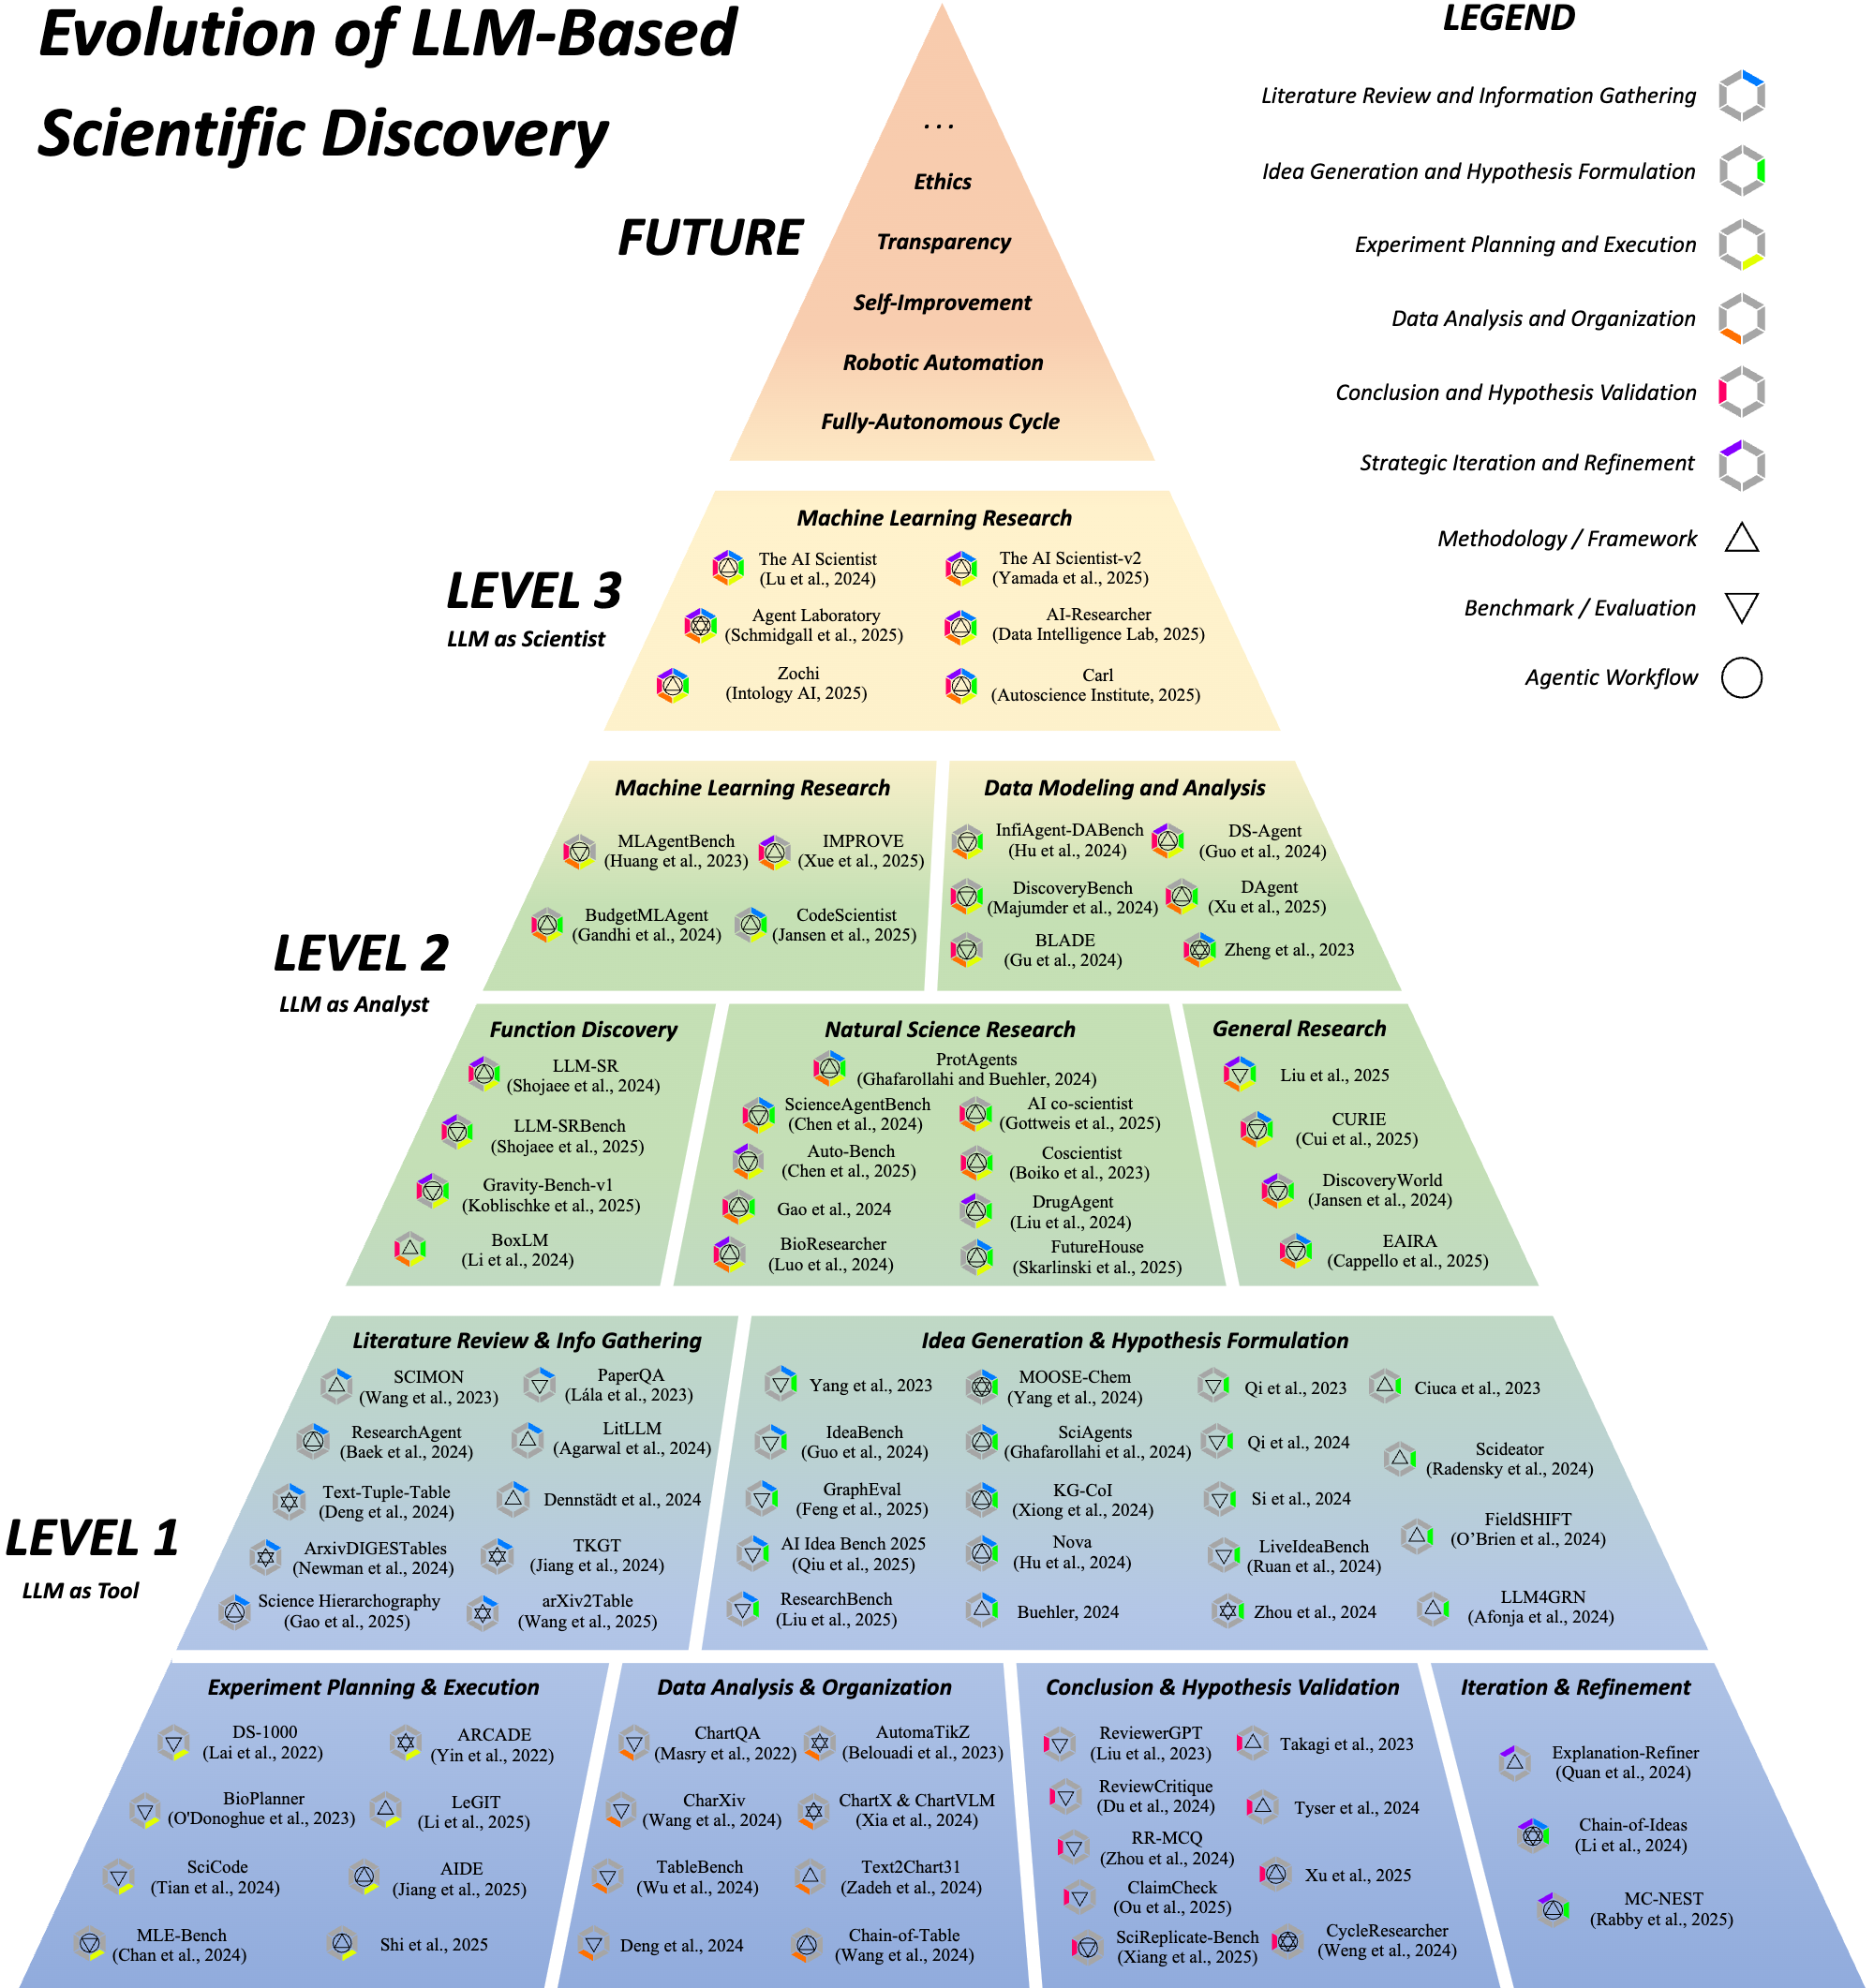 Evolution of LLM-Based
Scientific Discovery
LEGEND
Literature Review and Information Gathering
Idea Generation and Hypothesis Formulation
Experiment Planning and Execution
Data Analysis and Organization
Conclusion and Hypothesis Validation
Strategic Iteration and Refinement
Methodology / Framework
Benchmark / Evaluation
Agentic Workflow
FUTURE
...
Ethics
Transparency
Self-Improvement
Robotic Automation
Fully-Autonomous Cycle
LEVEL 3
LLM as Scientist
Machine Learning Research
The AI Scientist
(Lu et al., 2024)
The AI Scientist-v2
(Yamada et al., 2025)
Agent Laboratory
(Schmidgall et al., 2025)
AI-Researcher
(Data Intelligence Lab, 2025)
Zochi
(Intology AI, 2025)
Carl
(Autoscience Institute, 2025)
LEVEL 2
LLM as Analyst
Machine Learning Research
MLAgentBench
(Huang et al., 2023)
IMPROVE
(Xue et al., 2025)
BudgetMLAgent
(Gandhi et al., 2024)
CodeScientist
(Jansen et al., 2025)
Data Modeling and Analysis
InfiAgent-DABench
(Hu et al., 2024)
DS-Agent
(Guo et al., 2024)
DiscoveryBench
(Majumder et al., 2024)
DAgent
(Xu et al., 2025)
BLADE
(Gu et al., 2024)
Zheng et al., 2023
Function Discovery
LLM-SR
(Shojaee et al., 2024)
LLM-SRBench
(Shojaee et al., 2025)
Gravity-Bench-v1
(Koblischke et al., 2025)
BoxLM
(Li et al., 2024)
Natural Science Research
ProtAgents
(Ghafarollahi and Buehler, 2024)
ScienceAgentBench
(Chen et al., 2024)
AI co-scientist
(Gottweis et al., 2025)
Auto-Bench
(Chen et al., 2025)
Coscientist
(Boiko et al., 2023)
Gao et al., 2024
DrugAgent
(Liu et al., 2024)
BioResearcher
(Luo et al., 2024)
FutureHouse
(Skarlinski et al., 2025)
General Research
Liu et al., 2025
CURIE
(Cui et al., 2025)
DiscoveryWorld
(Jansen et al., 2024)
EAIRA
(Cappello et al., 2025)
LEVEL 1
LLM as Tool
Literature Review & Info Gathering
SCIMON
(Wang et al., 2023)
PaperQA
(Lála et al., 2023)
ResearchAgent
(Baek et al., 2024)
LitLLM
(Agarwal et al., 2024)
Text-Tuple-Table
(Deng et al., 2024)
Dennstädt et al., 2024
ArxivDIGESTables
(Newman et al., 2024)
TKGT
(Jiang et al., 2024)
Science Hierarchography
(Gao et al., 2025)
arXiv2Table
(Wang et al., 2025)
Idea Generation & Hypothesis Formulation
Yang et al., 2023
MOOSE-Chem
(Yang et al., 2024)
Qi et al., 2023
Ciuca et al., 2023
IdeaBench
(Guo et al., 2024)
SciAgents
(Ghafarollahi et al., 2024)
Qi et al., 2024
Scideator
(Radensky et al., 2024)
GraphEval
(Feng et al., 2025)
KG-CoI
(Xiong et al., 2024)
Si et al., 2024
FieldSHIFT
(O’Brien et al., 2024)
AI Idea Bench 2025
(Qiu et al., 2025)
Nova
(Hu et al., 2024)
LiveIdeaBench
(Ruan et al., 2024)
ResearchBench
(Liu et al., 2025)
Buehler, 2024
Zhou et al., 2024
LLM4GRN
(Afonja et al., 2024)
Experiment Planning & Execution
DS-1000
(Lai et al., 2022)
ARCADE
(Yin et al., 2022)
BioPlanner
(O'Donoghue et al., 2023)
LeGIT
(Li et al., 2025)
SciCode
(Tian et al., 2024)
AIDE
(Jiang et al., 2025)
MLE-Bench
(Chan et al., 2024)
Shi et al., 2025
Data Analysis & Organization
ChartQA
(Masry et al., 2022)
AutomaTikZ
(Belouadi et al., 2023)
CharXiv
(Wang et al., 2024)
ChartX & ChartVLM
(Xia et al., 2024)
TableBench
(Wu et al., 2024)
Text2Chart31
(Zadeh et al., 2024)
Deng et al., 2024
Chain-of-Table
(Wang et al., 2024)
Conclusion & Hypothesis Validation
ReviewerGPT
(Liu et al., 2023)
Takagi et al., 2023
ReviewCritique
(Du et al., 2024)
Tyser et al., 2024
RR-MCQ
(Zhou et al., 2024)
Xu et al., 2025
ClaimCheck
(Ou et al., 2025)
SciReplicate-Bench
(Xiang et al., 2025)
CycleResearcher
(Weng et al., 2024)
Iteration & Refinement
Explanation-Refiner
(Quan et al., 2024)
Chain-of-Ideas
(Li et al., 2024)
MC-NEST
(Rabby et al., 2025)